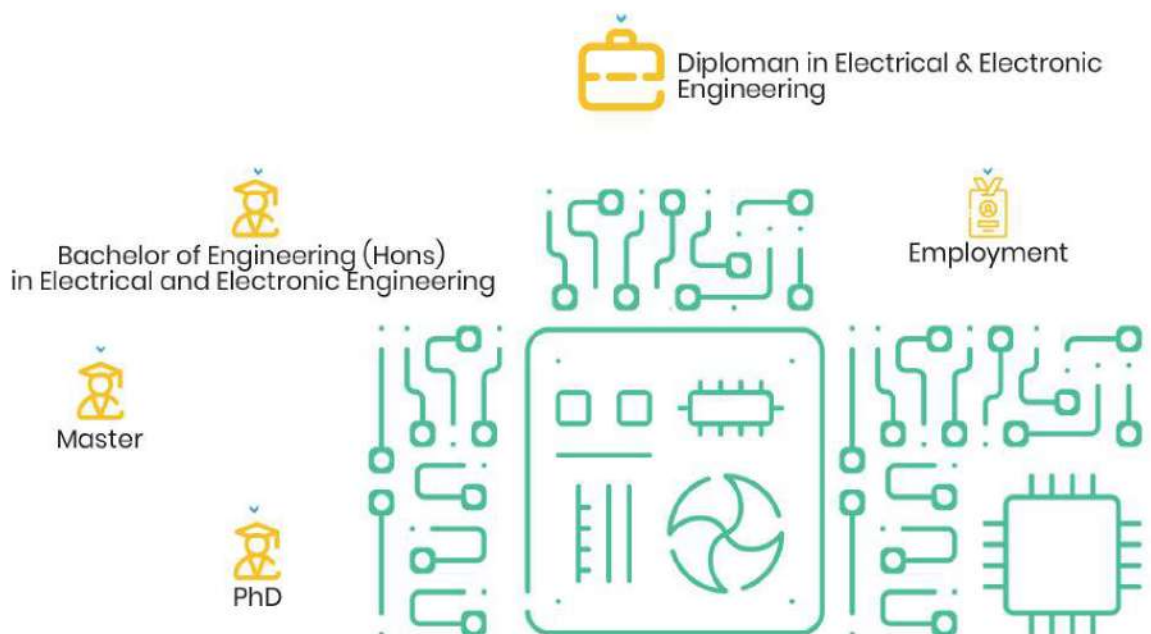 Diploman in Electrical & Electronic
Engineering
Bachelor of Engineering (Hons)
in Electrical and Electronic Engineering
Employment
Master
PhD